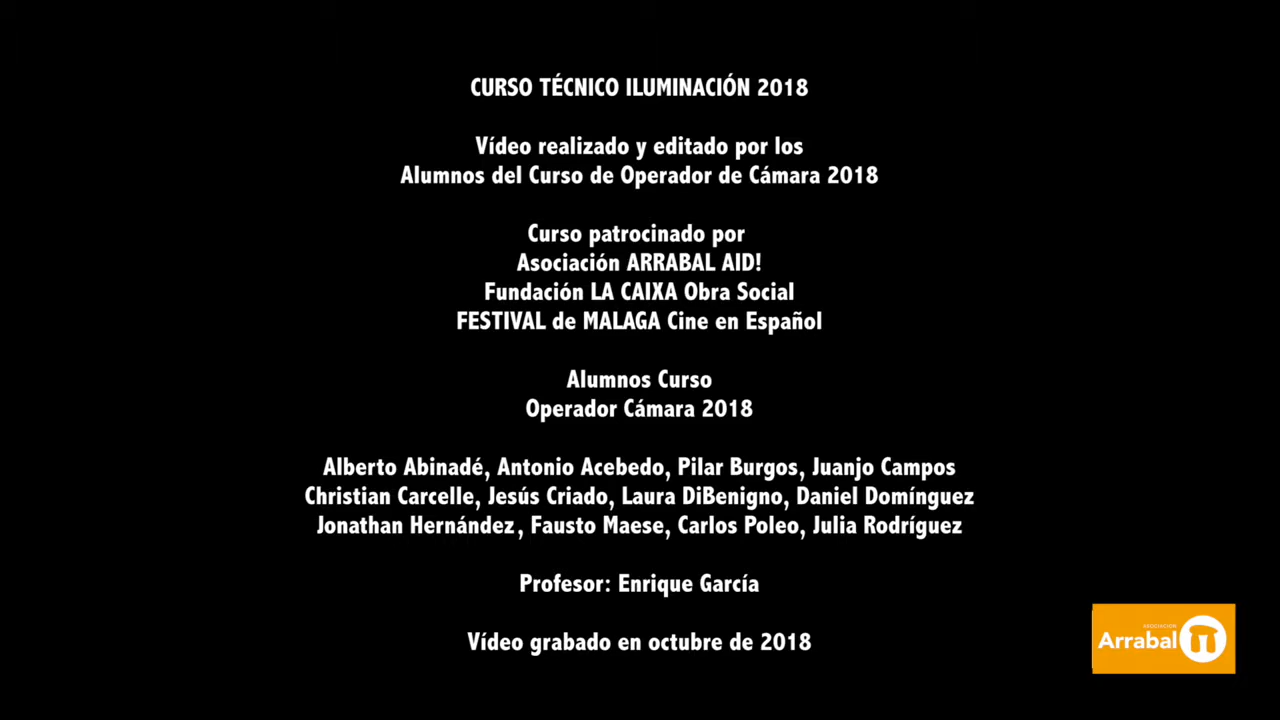 CURSO TÉCNICO ILUMINACIÓN 2018
Vídeo realizado y editado por los
Alumnos del Curso de Operador de Cámara 2018
Curso patrocinado por
Asociación ARRABAL AID!
Fundación LA CAIXA Obra Social
FESTIVAL de MALAGA Cine en Español
Alumnos Curso
Operador Cámara 2018
Alberto Abinadé, Antonio Acebedo, Pilar Burgos, Juanjo Campos
Christian Carcelle, Jesús Criado, Laura DiBenigno, Daniel Domínguez
Jonathan Hernández, Fausto Maese, Carlos Poleo, Julia Rodríguez
Profesor: Enrique García
Vídeo grabado en octubre de 2018
ASOCIACIÓN
Arrabal